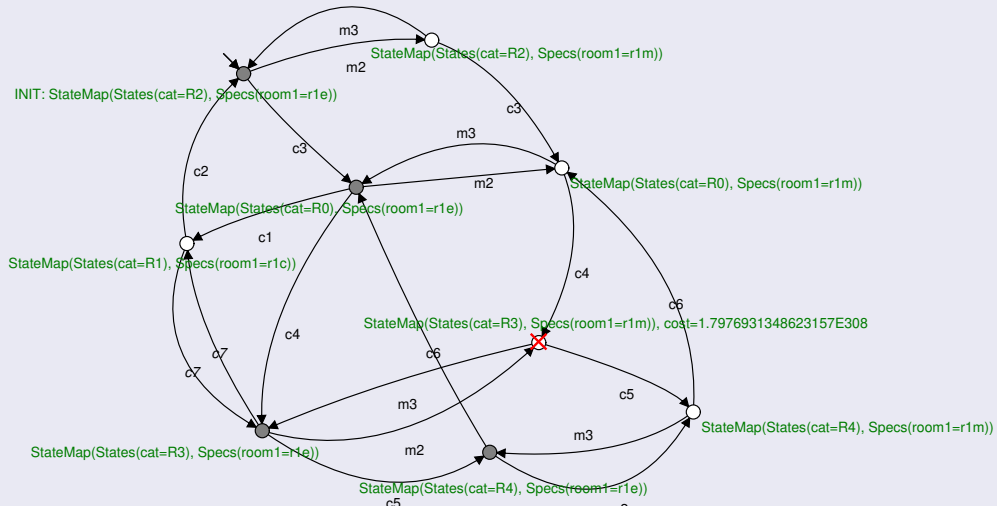 m3
StateMap(States(cat=R2), Specs(room1=r1m))
m2
INIT: StateMap(States(cat=R2), Specs(room1=r1e))
c3
m3
c3
c2
m2
StateMap(States(cat=R0), Specs(room1=r1m))
StateMap(States(cat=R0), Specs(room1=r1e))
c1
StateMap(States(cat=R1), Specs(room1=r1c))
c4
c6
StateMap(States(cat=R3), Specs(room1=r1m)), cost=1.7976931348623157E308
c4
c7
c6
c7
c5
m3
StateMap(States(cat=R4), Specs(room1=r1m))
m3
StateMap(States(cat=R3), Specs(room1=r1e))
m2
StateMap(States(cat=R4), Specs(room1=r1e))
c5